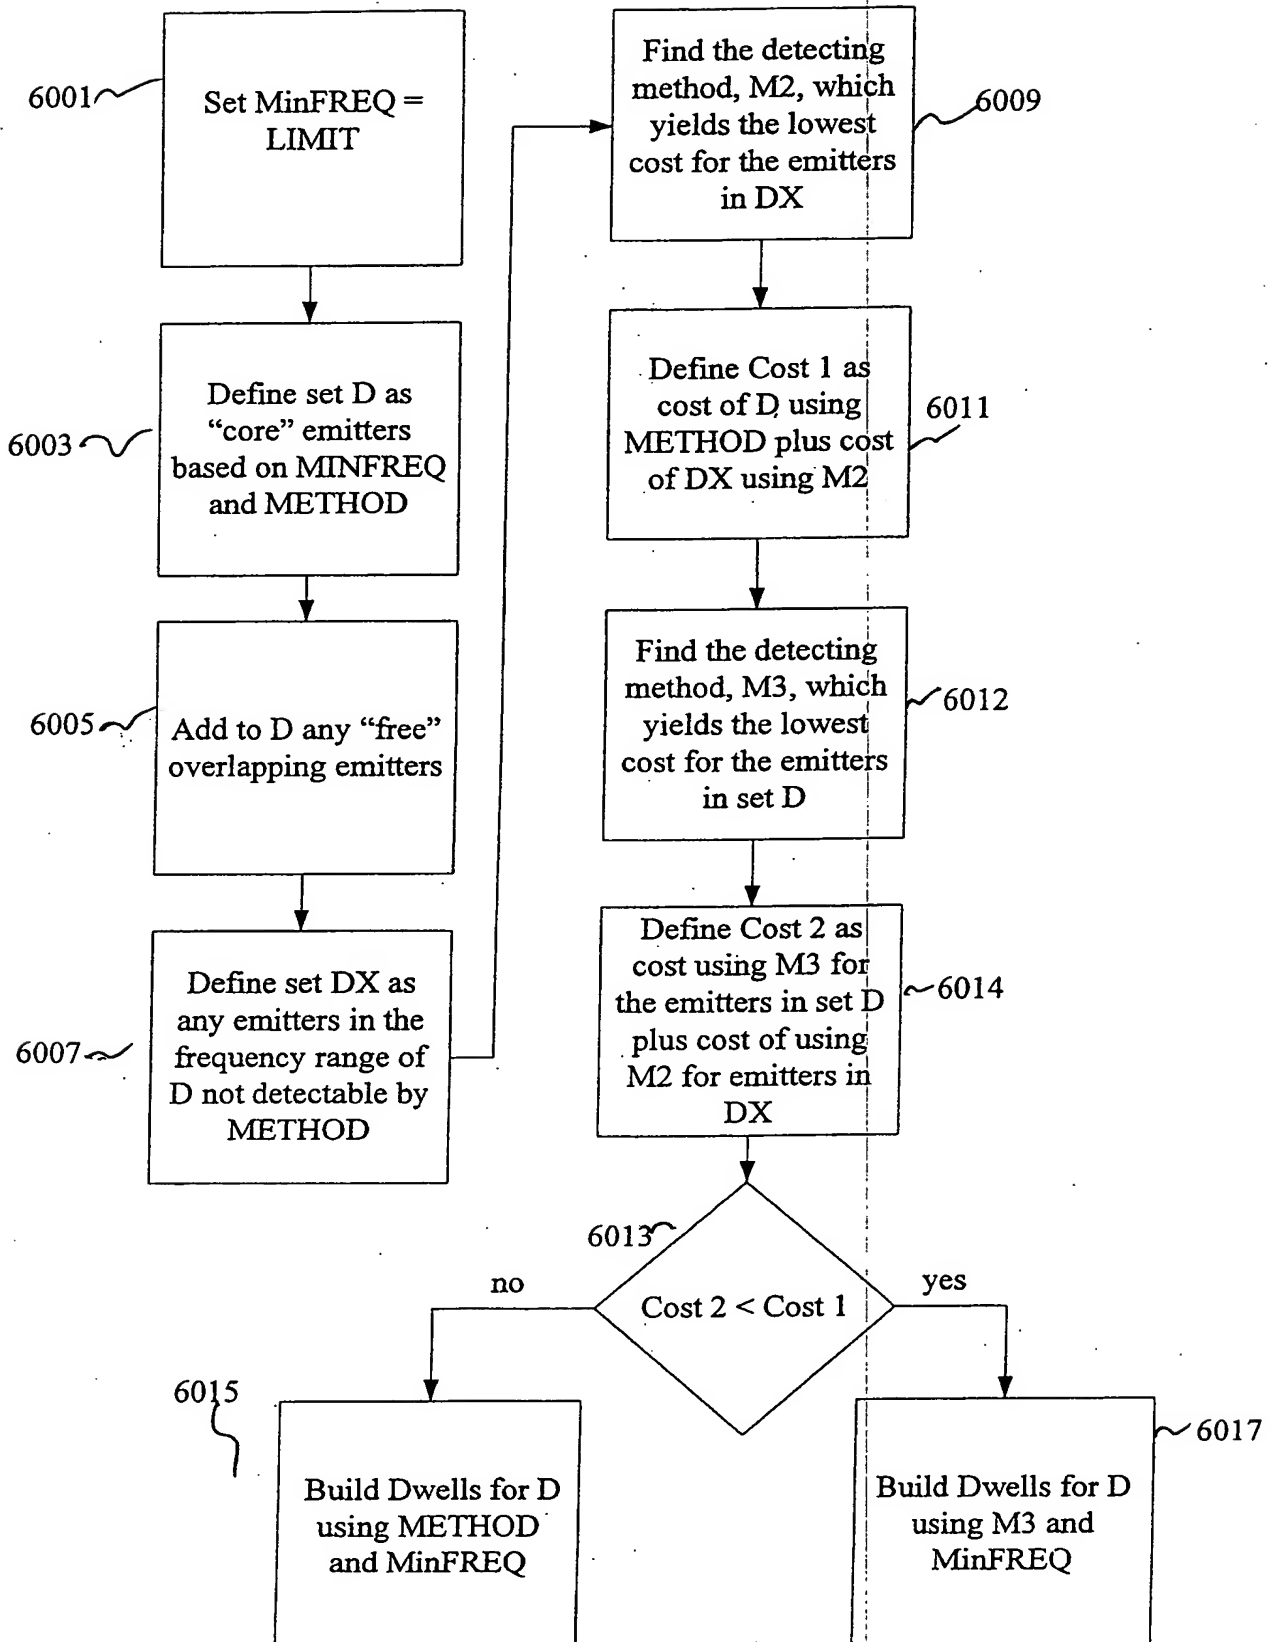 6001
Set MinFREQ =
LIMIT
6003
Define set D as
“core” emitters
based on MINFREQ
and METHOD
6005
Add to D any “free”
overlapping emitters
6007
Define set DX as
any emitters in the
frequency range of
D not detectable by
METHOD
Find the detecting
method, M2, which
yields the lowest
cost for the emitters
in DX
6009
Define Cost 1 as
cost of D using
METHOD plus cost
of DX using M2
6011
Find the detecting
method, M3, which
yields the lowest
cost for the emitters
in set D
6012
Define Cost 2 as
cost using M3 for
the emitters in set D
plus cost of using
M2 for emitters in
DX
6014
6013
Cost 2 < Cost 1
no
yes
6015
Build Dwells for D
using METHOD
and MinFREQ
6017
Build Dwells for D
using M3 and
MinFREQ